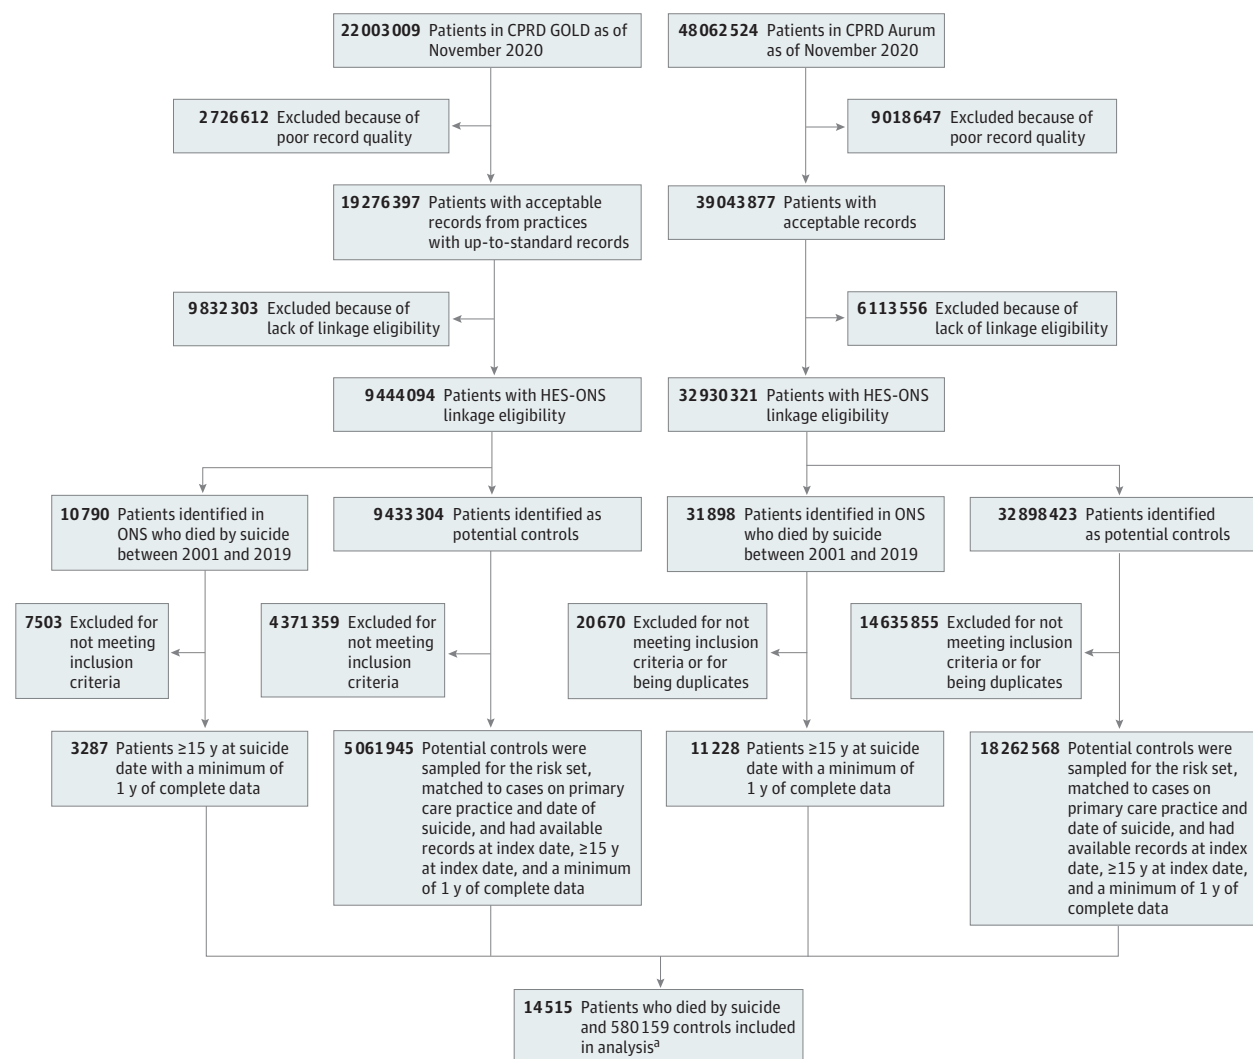 22003009 Patients in CPRD GOLD as of
November 2020
48062524 Patients in CPRD Aurum
as of November 2020
2726612 Excluded because of
poor record quality
9018647 Excluded because of
poor record quality
19276397 Patients with acceptable
records from practices
with up-to-standard records
39043877 Patients with
acceptable records
9832303 Excluded because of
lack of linkage eligibility
6113556 Excluded because of
lack of linkage eligibility
9444094 Patients with HES-ONS
linkage eligibility
32930321 Patients with HES-ONS
linkage eligibility
10790 Patients identified in
ONS who died by suicide
between 2001 and 2019
9433304 Patients identified as
potential controls
31898 Patients identified in ONS
who died by suicide
between 2001 and 2019
32898423 Patients identified
as potential controls
7503 Excluded for
not meeting
inclusion
criteria
4371359 Excluded for
not meeting
inclusion
criteria
20670 Excluded for not
meeting inclusion
criteria or for
being duplicates
14635855 Excluded for not
meeting inclusion
criteria or for
being duplicates
3287 Patients ≥15 y at suicide
date with a minimum of
1 y of complete data
5061945 Potential controls were
sampled for the risk set,
matched to cases on primary
care practice and date of
suicide, and had available
records at index date, ≥15 y
at index date, and a minimum
of 1 y of complete data
11228 Patients ≥15 y at suicide
date with a minimum of
1 y of complete data
18262568 Potential controls were
sampled for the risk set,
matched to cases on
primary care practice and
date of suicide, and had
available records at index
date, ≥15 y at index date,
and a minimum of 1 y of
complete data
14515 Patients who died by suicide
and 580159 controls included
in analysisᵃ